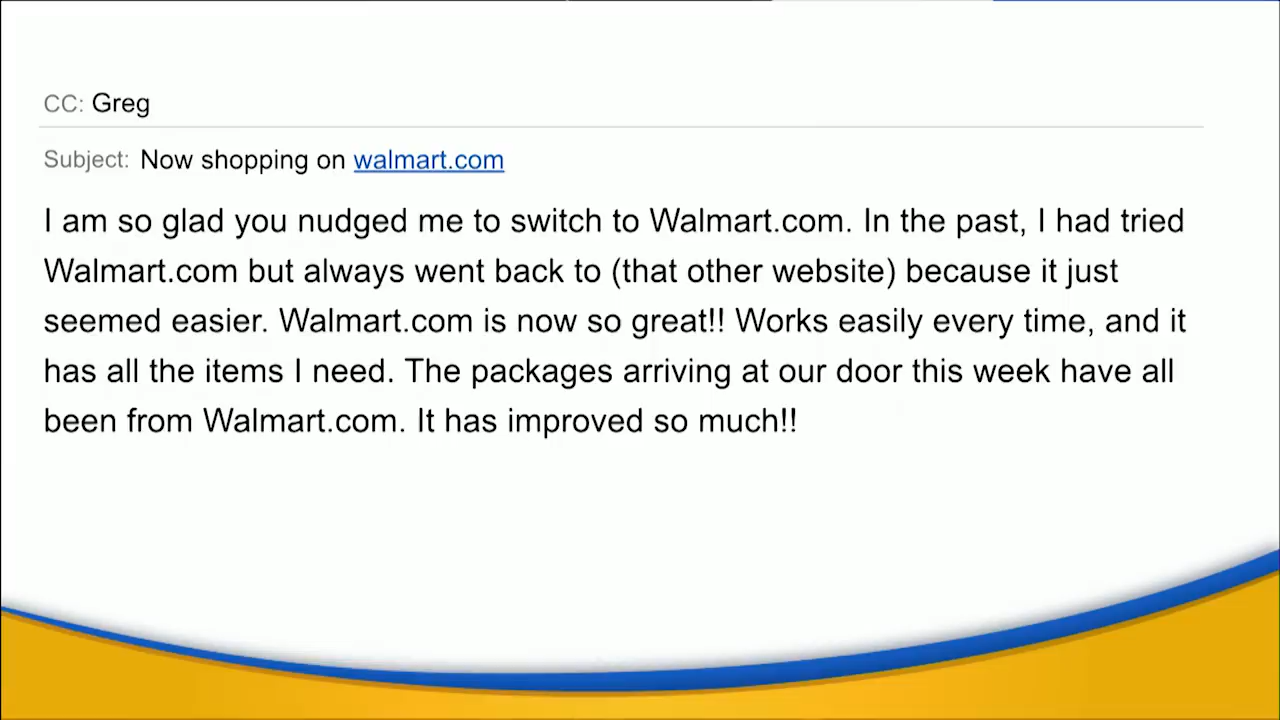 CC: Greg
Subject: Now shopping on walmart.com
I am so glad you nudged me to switch to Walmart.com. In the past, I had tried
Walmart.com but always went back to (that other website) because it just
seemed easier. Walmart.com is now so great!! Works easily every time, and it
has all the items I need. The packages arriving at our door this week have all
been from Walmart.com. It has improved so much!!